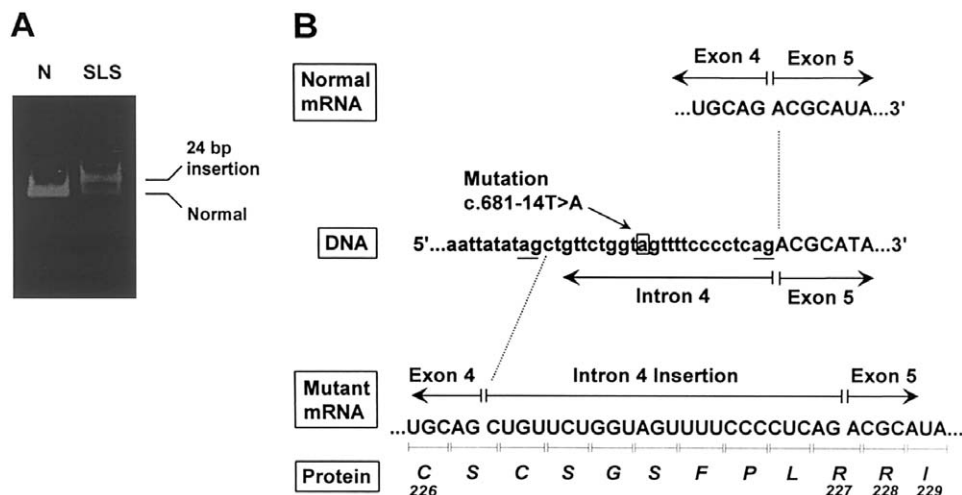 A
N SLS
24 bp
insertion
Normal
B
Normal
mRNA
Exon 4 Exon 5
...UGCAG ACGCAUA...3'
Mutation
c.681-14T>A
DNA
5'...aattatatagctgttctggtagttttcccctcagACGCATA...3'
Intron 4 Exon 5
Mutant
mRNA
Exon 4 Intron 4 Insertion Exon 5
...UGCAG CUGUUCUGGUAGUUUUCCCCUCAGA CGCAUA...
Protein
C S C S G S F P L R R I
226 227 228 229